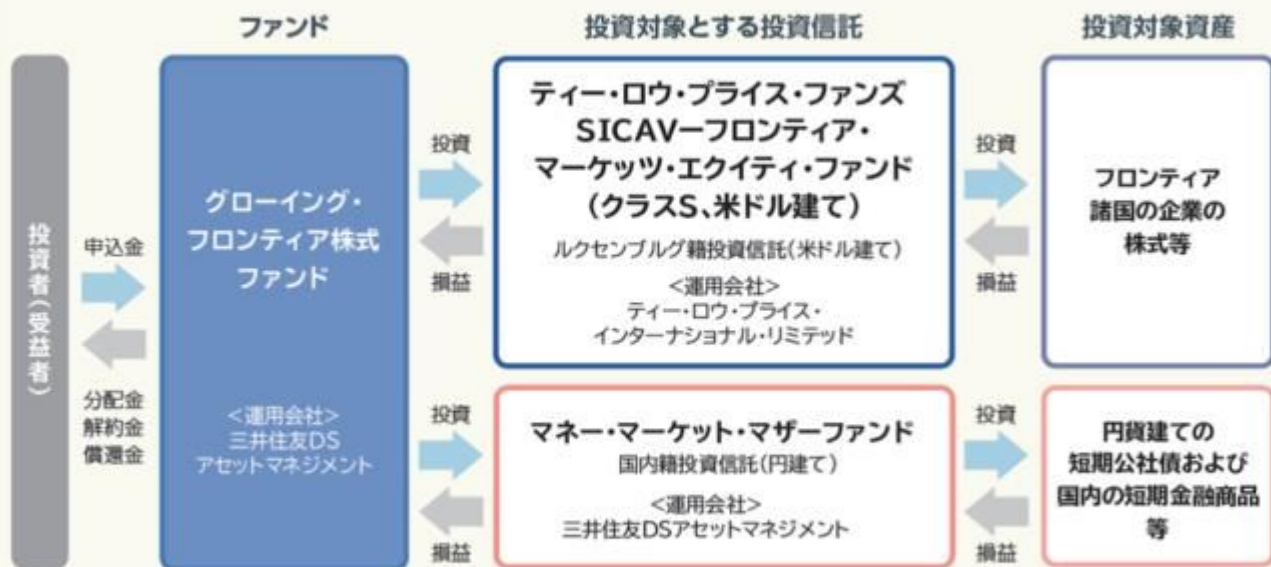 ファンド
投資対象とする投資信託
投資対象資産
投資者(受益者)
申込金
分配金
解約金
償還金
グローイング・
フロンティア株式
ファンド
<運用会社>
三井住友DS
アセットマネジメント
投資
損益
ティー・ロウ・プライス・ファンズ
SICAVーフロンティア・
マーケッツ・エクイティ・ファンド
(クラスS、米ドル建て)
ルクセンブルグ籍投資信託(米ドル建て)
<運用会社>
ティー・ロウ・プライス・
インターナショナル・リミテッド
投資
損益
フロンティア
諸国の企業の
株式等
投資
損益
マネー・マーケット・マザーファンド
国内籍投資信託(円建て)
<運用会社>
三井住友DSアセットマネジメント
投資
損益
円貨建ての
短期公社債および
国内の短期金融商品
等